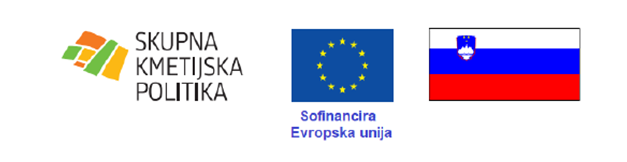 SKUPNA
KMETIJSKA
POLITIKA
Sofinancira
Evropska unija